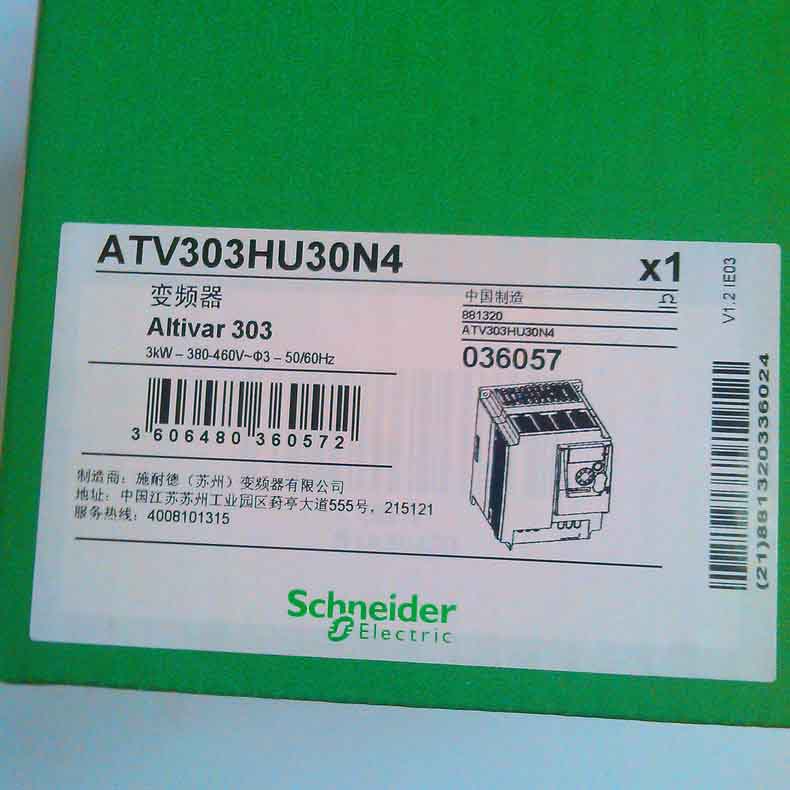 ATV303HU30N4
x1
变频器
Altivar 303
3kW – 380-460V~Φ3 – 50/60Hz
中国制造
881320
ATV303HU30N4
036057
V1.2 IE03
3 606480 360572
制造商：施耐德（苏州）变频器有限公司
地址：中国江苏苏州工业园区葑亭大道555号，215121
服务热线：4008101315
(21)881320336024
Schneider
Electric